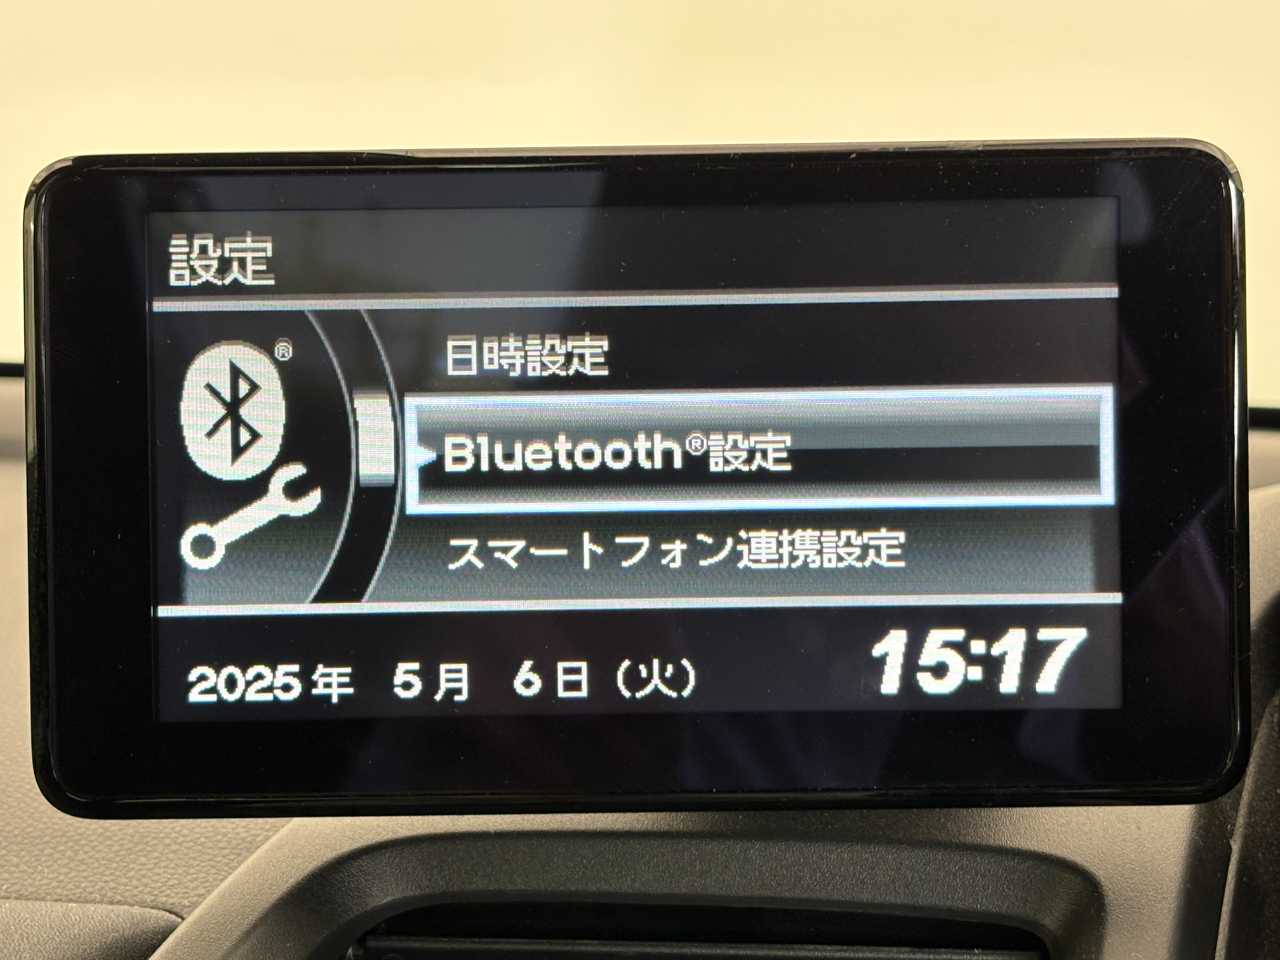 設定
®
日時設定
Bluetooth®設定
スマートフォン連携設定
2025年 5月 6日 (火) 15:17